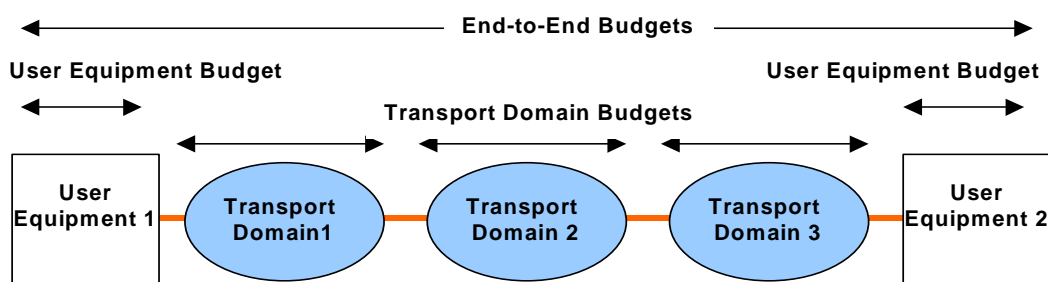 End-to-End Budgets
User Equipment Budget
User Equipment Budget
Transport Domain Budgets
User
Equipment 1
Transport
Domain1
Transport
Domain 2
Transport
Domain 3
User
Equipment 2